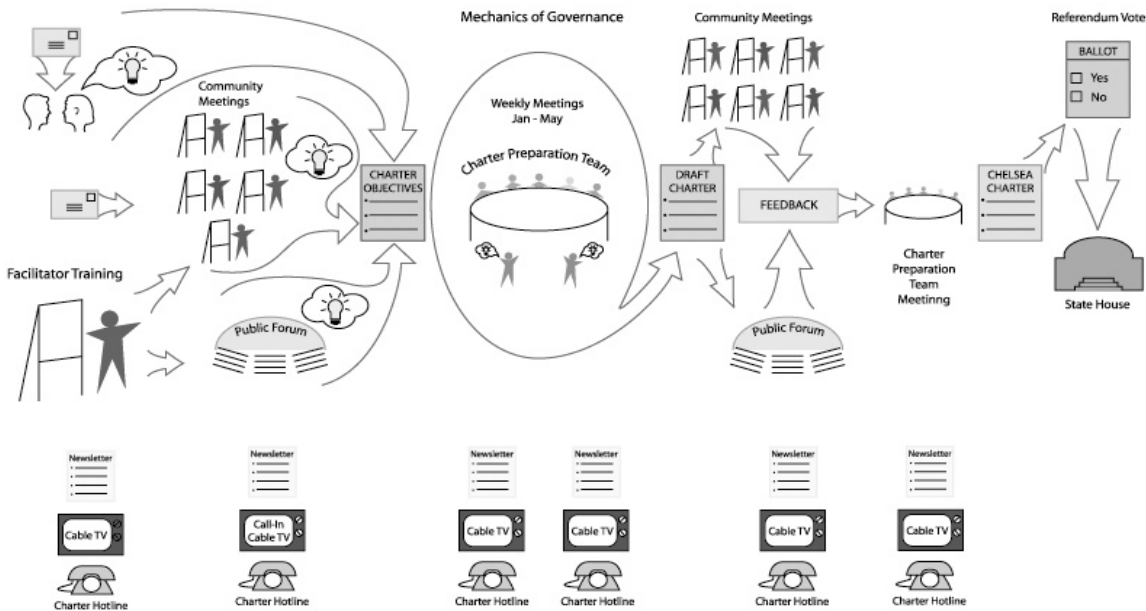 Mechanics of Governance
Community Meetings
Referendum Vote
BALLOT
Yes
No
Community
Meetings
Weekly Meetings
Jan - May
Charter Preparation Team
CHARTER
OBJECTIVES
DRAFT
CHARTER
FEEDBACK
CHELSEA
CHARTER
Facilitator Training
Charter
Preparation
Team
Meetinng
State House
Public Forum
Public Forum
Newsletter
Newsletter
Newsletter
Newsletter
Newsletter
Newsletter
Cable TV
Call-In
Cable TV
Cable TV
Cable TV
Cable TV
Cable TV
Charter Hotline
Charter Hotline
Charter Hotline
Charter Hotline
Charter Hotline
Charter Hotline